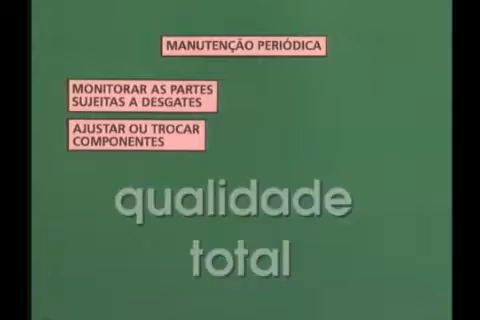 MANUTENÇÃO PERIÓDICA
MONITORAR AS PARTES
SUJEITAS A DESGATES
AJUSTAR OU TROCAR
COMPONENTES
qualidade
total